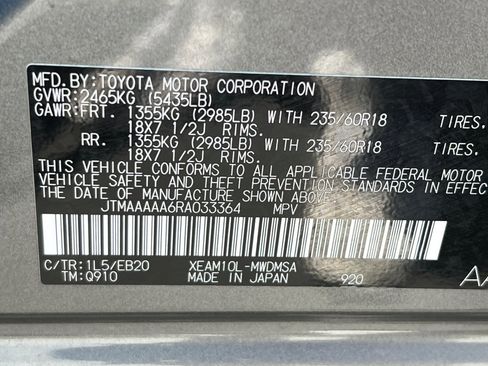 MFD. BY: TOYOTA MOTOR CORPORATION
GVWR: 2465KG (5435LB)
GAWR: FRT. 1355KG (2985LB) WITH 235/60R18 TIRES.
18X7 1/2J RIMS.
RR. 1355KG (2985LB) WITH 235/60R18 TIRES.
18X7 1/2J RIMS.
THIS VEHICLE CONFORMS TO ALL APPLICABLE FEDERAL MOTOR
VEHICLE SAFETY AND THEFT PREVENTION STANDARDS IN EFFEC
THE DATE OF MANUFACTURE SHOWN ABOVE.
JTMAAAAA6RA033364 MPV
C/TR: 1L5/EB20 XEAM10L-MWDMSA
TM: Q910 MADE IN JAPAN 920